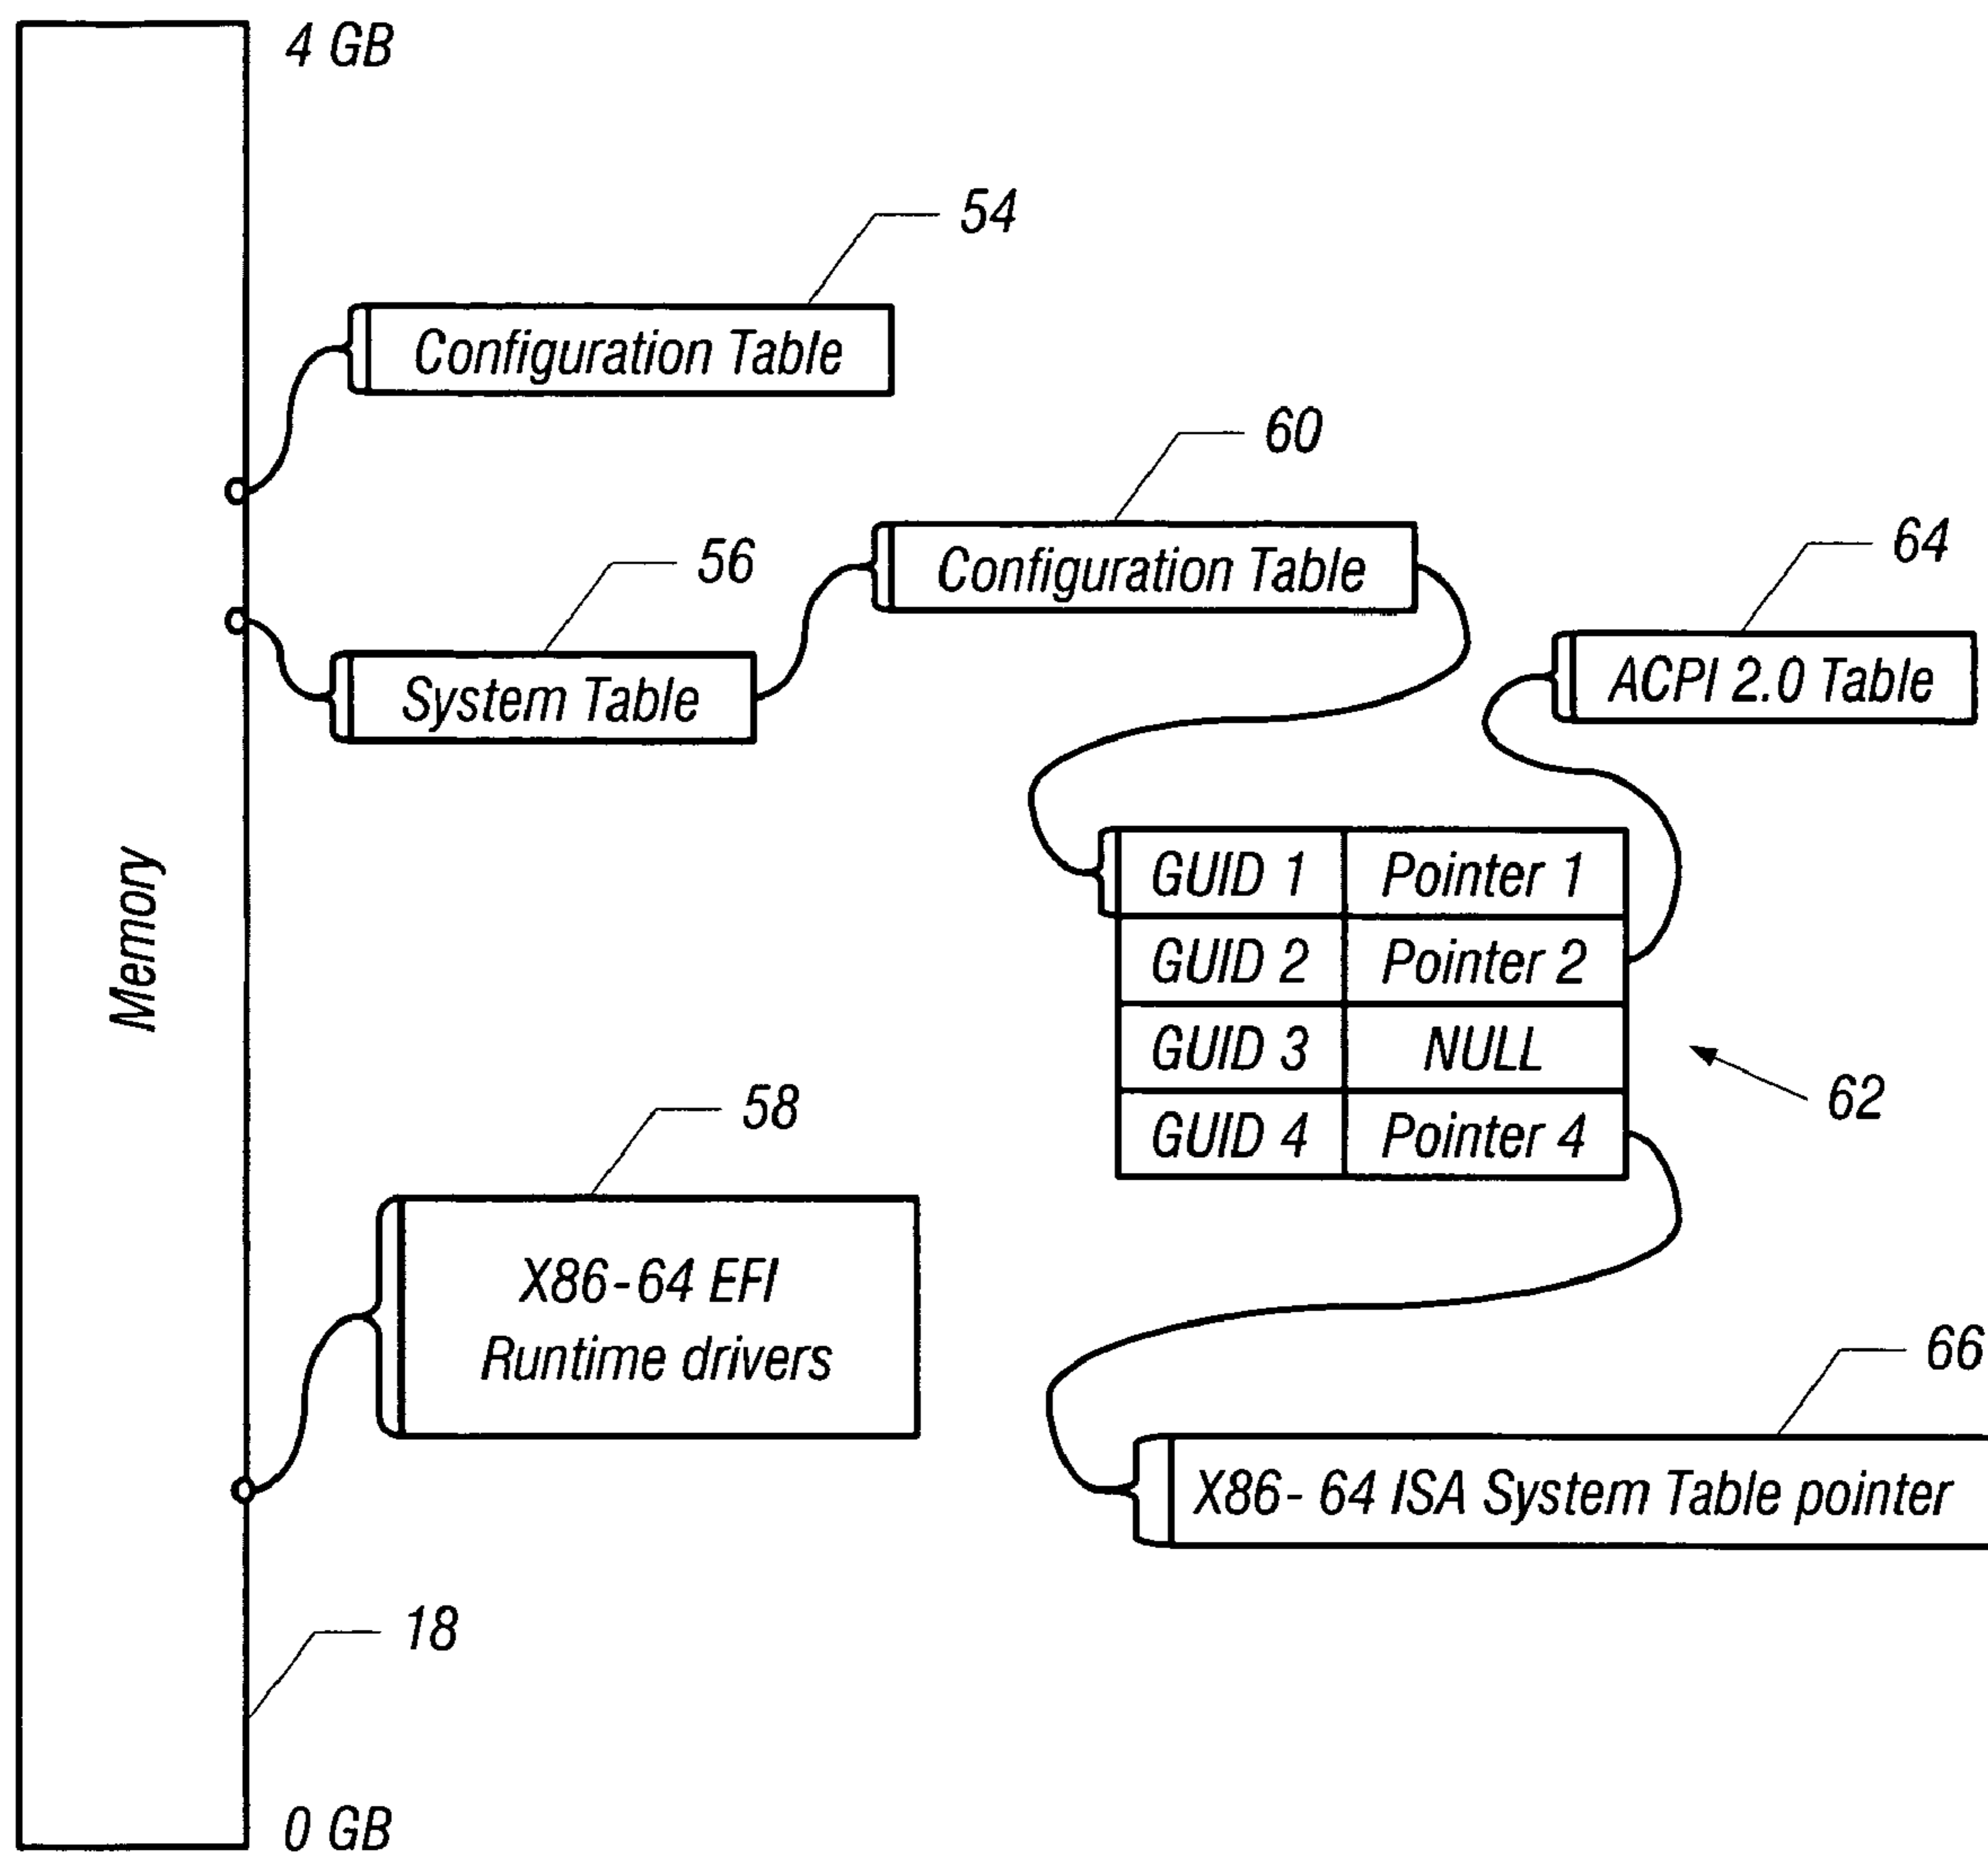 4 GB
54
Configuration Table
60
Configuration Table
64
56
ACPI 2.0 Table
System Table
Memory
GUID 1 Pointer 1
GUID 2 Pointer 2
GUID 3 NULL
GUID 4 Pointer 4
62
58
X86-64 EFI
Runtime drivers
66
X86- 64 ISA System Table pointer
18
0 GB